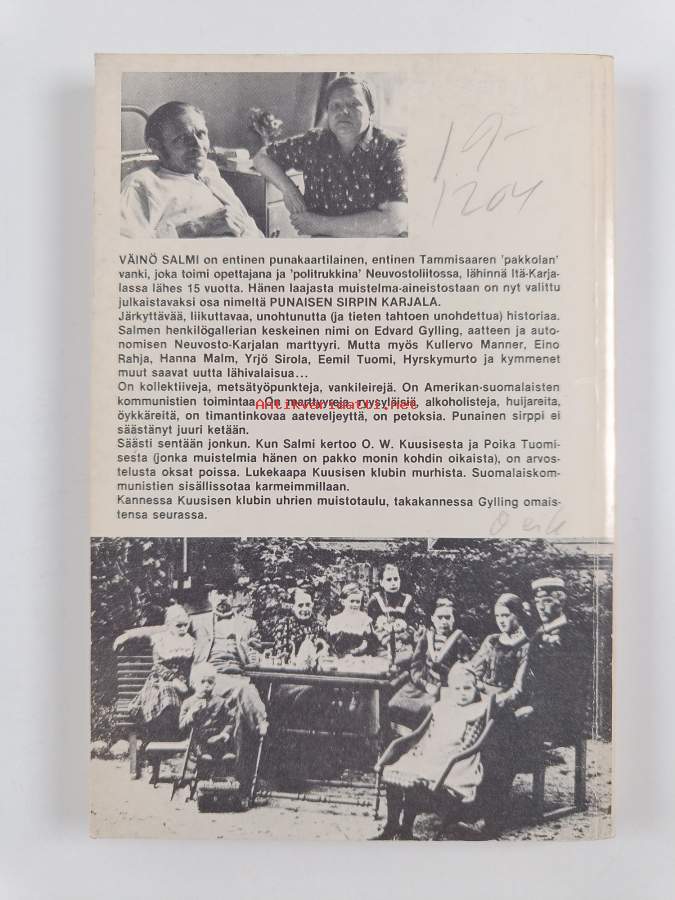 19-
1204
VÄINÖ SALMI on entinen punakaartilainen, entinen Tammisaaren 'pakkolan'
vanki, joka toimi opettajana ja 'politrukkina' Neuvostoliitossa, lähinnä Itä-Karja-
lassa lähes 15 vuotta. Hänen laajasta muistelma-aineistostaan on nyt valittu
julkaistavaksi osa nimeltä PUNAISEN SIRPIN KARJALA.
Järkyttävää, liikuttavaa, unohtunutta (ja tieten tahtoen unohdettua) historiaa.
Salmen henkilögallerian keskeinen nimi on Edvard Gylling, aatteen ja auto-
nomisen Neuvosto-Karjalan marttyyri. Mutta myös Kullervo Manner, Eino
Rahja, Hanna Malm, Yrjö Sirola, Eemil Tuomi, Hyrskymurto ja kymmenet
muut saavat uutta lähivalaisua...
On kollektiiveja, metsätyöpunkteja, vankileirejä. On Amerikan-suomalaisten
kommunistien toimintaa. On marttyyreja, ryysyläisiä, alkoholisteja, huijareita,
öykkäreitä, on timantinkovaa aateveljeyttä, on petoksia. Punainen sirppi ei
säästänyt juuri ketään.
Säästi sentään jonkun. Kun Salmi kertoo O. W. Kuusisesta ja Poika Tuomi-
sesta (jonka muistelmia hänen on pakko monin kohdin oikaista), on arvos-
telusta oksat poissa. Lukekaapa Kuusisen klubin murhista. Suomalaiskom-
munistien sisällissotaa karmeimmillaan.
Kannessa Kuusisen klubin uhrien muistotaulu, takakannessa Gylling omais-
tensa seurassa.
Antikvariaatti.net